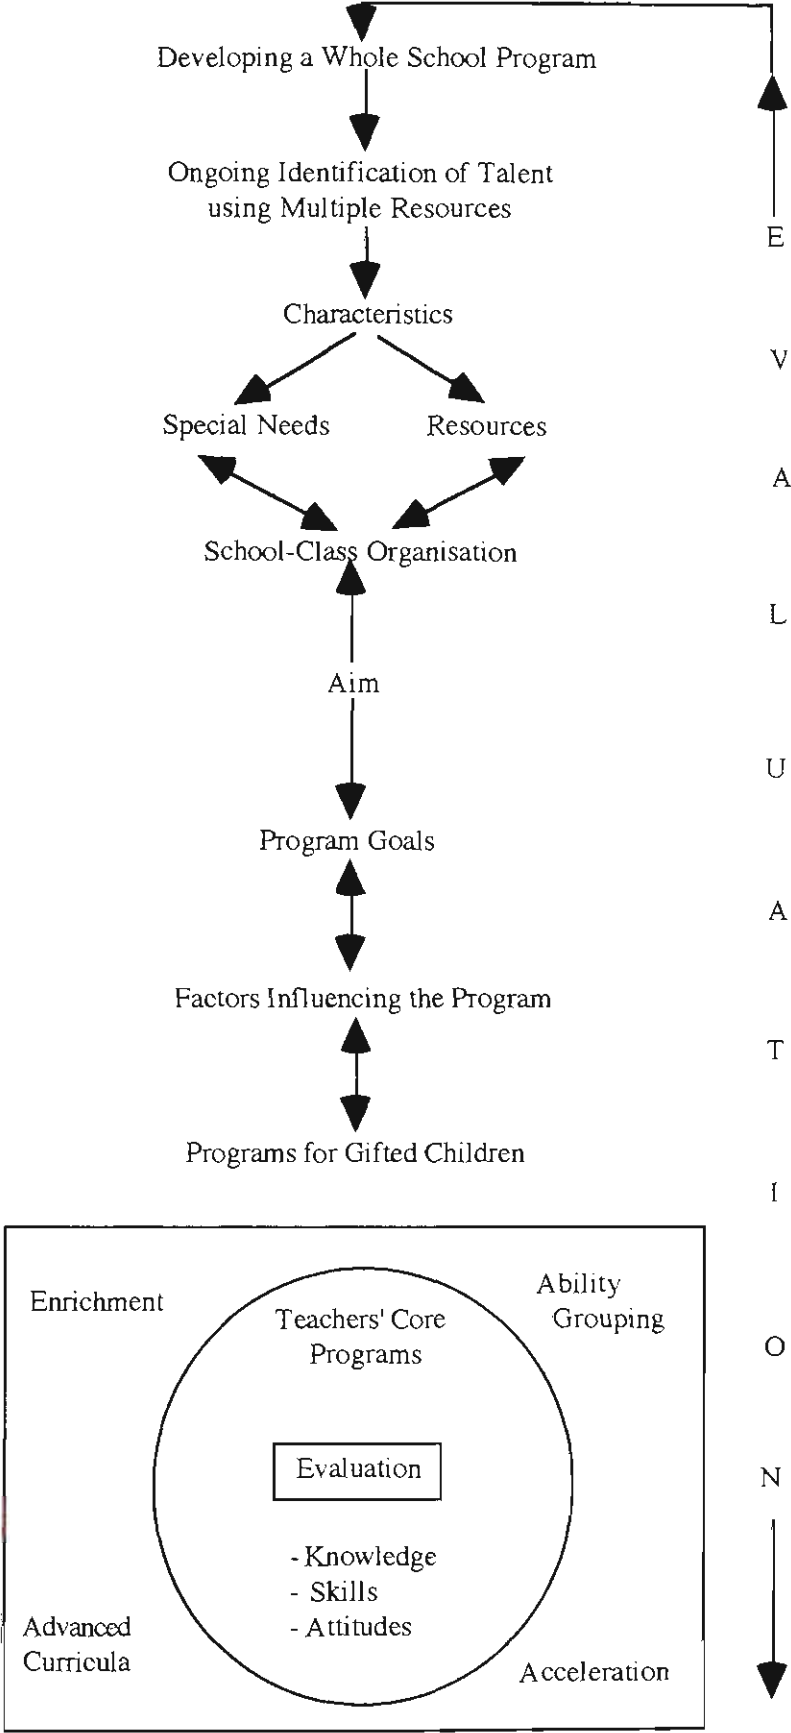 Developing a Whole School Program
Ongoing Identification of Talent
using Multiple Resources
Characteristics
Special Needs
Resources
School-Class Organisation
Aim
Program Goals
Factors Influencing the Program
Programs for Gifted Children
Enrichment
Ability
Grouping
Teachers' Core
Programs
Evaluation
- Knowledge
- Skills
- Attitudes
Advanced
Curricula
Acceleration
E
V
A
L
U
A
T
I
O
N